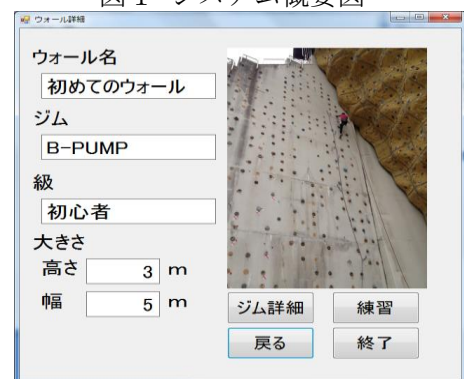 図1 システム概要図
ウォール詳細
ウォール名
初めてのウォール
ジム
B-PUMP
級
初心者
大きさ
高さ 3 m
幅 5 m
ジム詳細 練習
戻る 終了